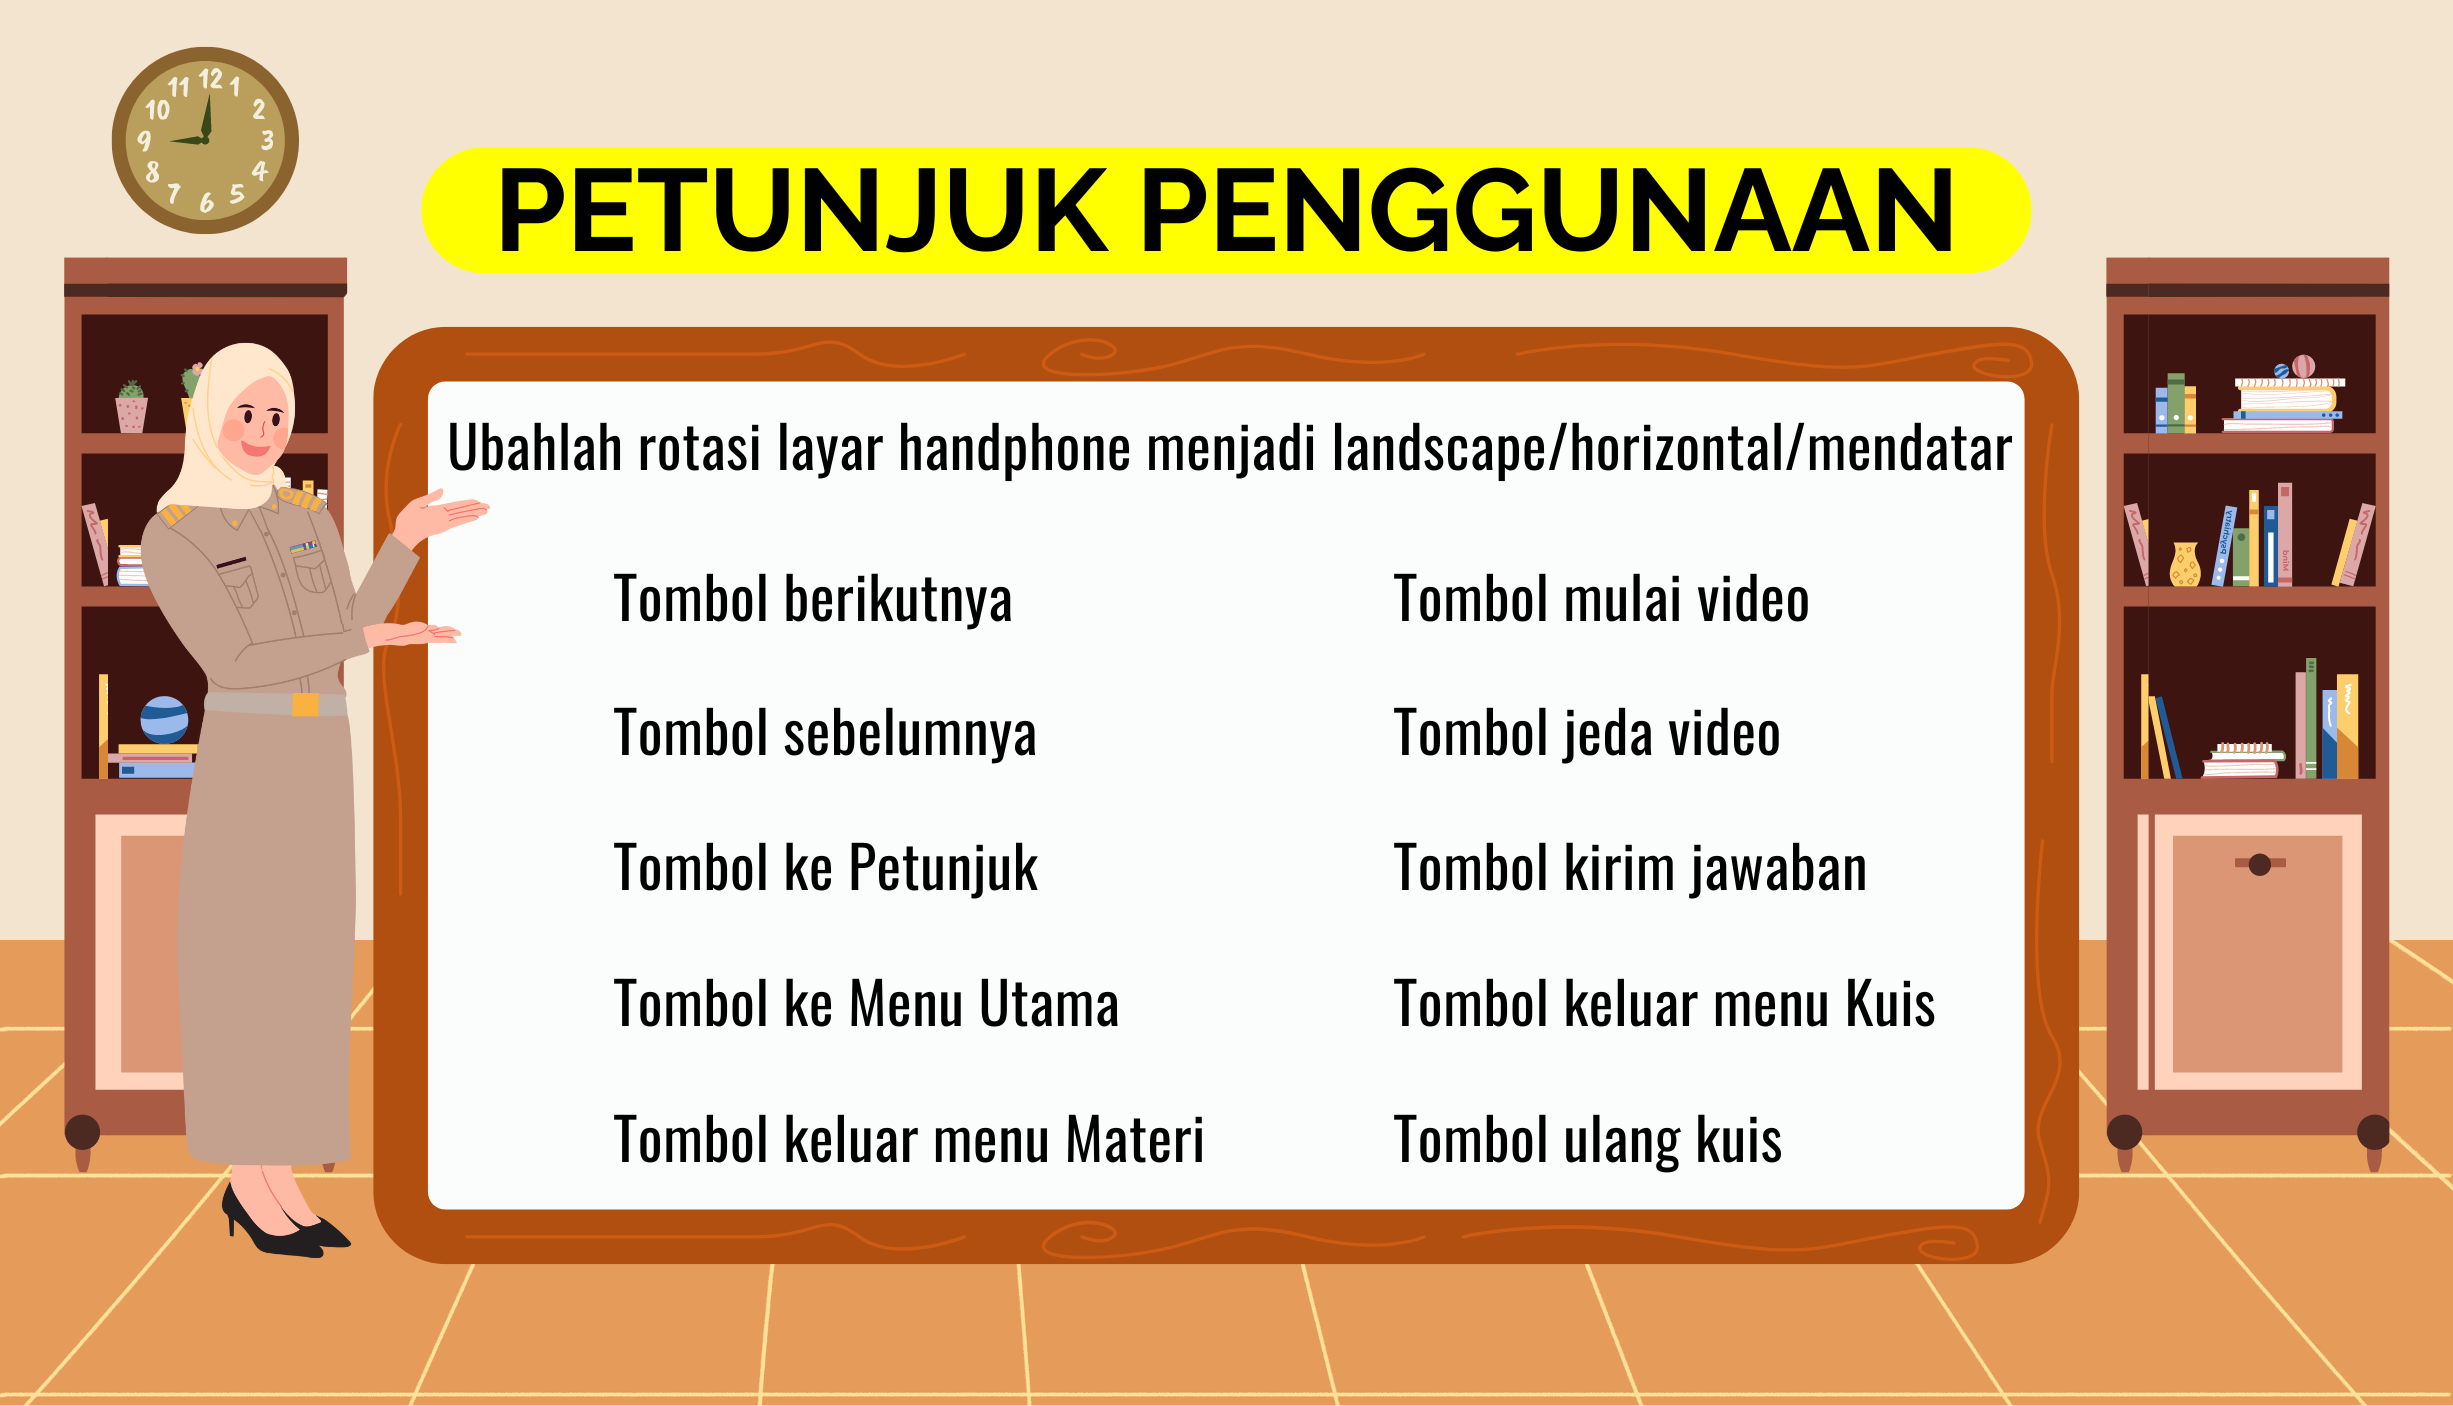 12
11
1
10
2
9
3
8
4
7
5
6
PETUNJUK PENGGUNAAN
Ubahlah rotasi layar handphone menjadi landscape/horizontal/mendatar
Tombol berikutnya
Tombol sebelumnya
Tombol ke Petunjuk
Tombol ke Menu Utama
Tombol keluar menu Materi
Tombol mulai video
Tombol jeda video
Tombol kirim jawaban
Tombol keluar menu Kuis
Tombol ulang kuis